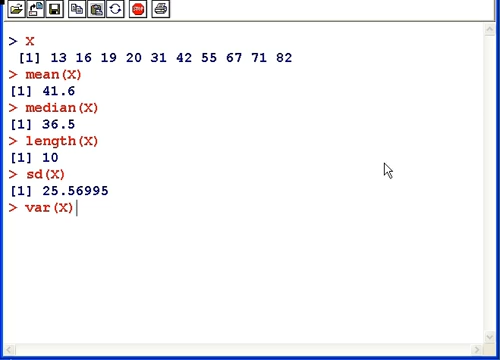 > X
[1] 13 16 19 20 31 42 55 67 71 82
> mean(X)
[1] 41.6
> median(X)
[1] 36.5
> length(X)
[1] 10
> sd(X)
[1] 25.56995
> var(X)